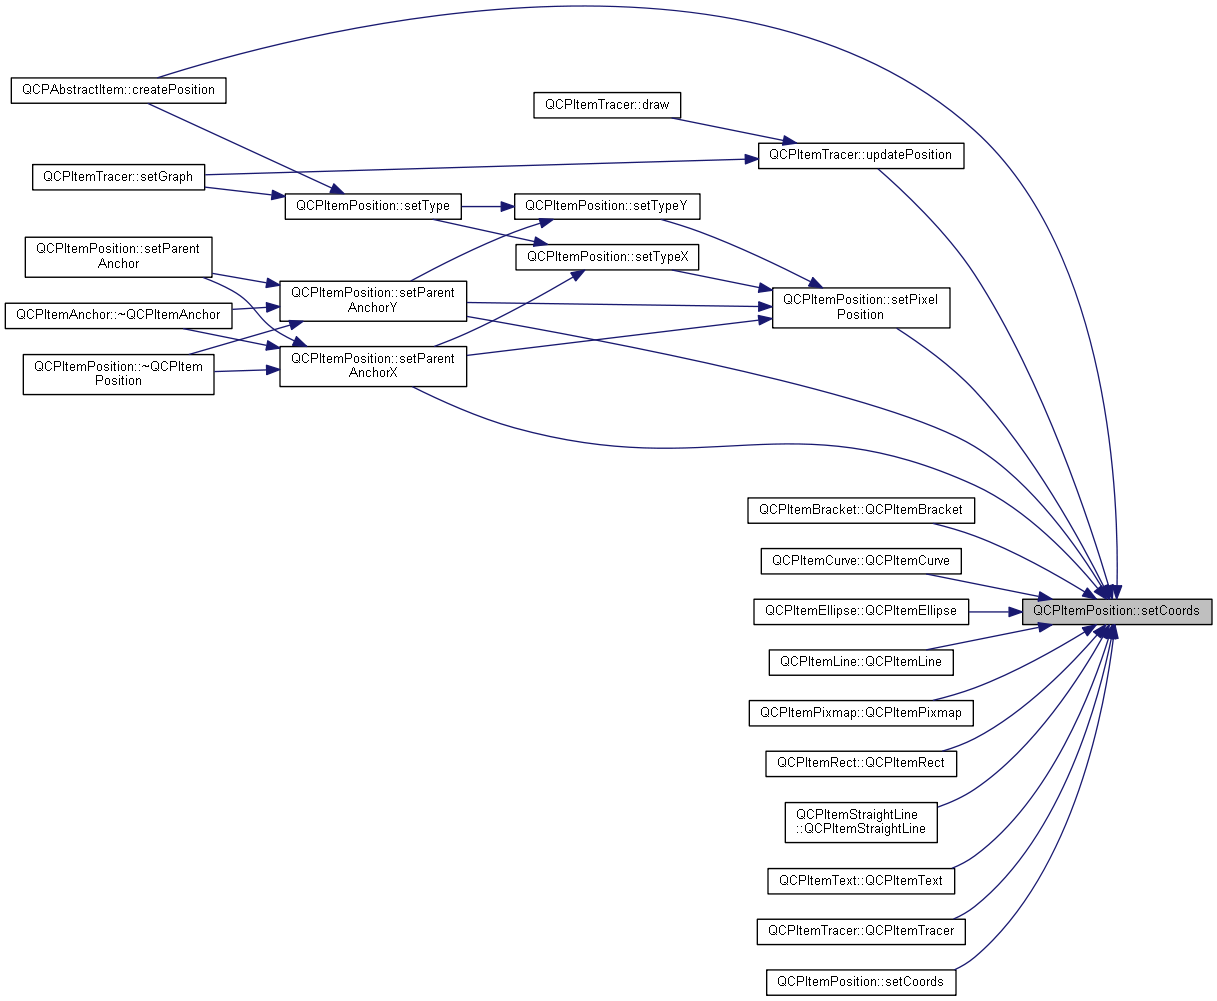 QCPAbstractItem::createPosition
QCPItemTracer::draw
QCPItemTracer::updatePosition
QCPItemTracer::setGraph
QCPItemPosition::setType
QCPItemPosition::setTypeY
QCPItemPosition::setParent
Anchor
QCPItemPosition::setTypeX
QCPItemPosition::setParent
AnchorY
QCPItemPosition::setPixel
Position
QCPItemAnchor::~QCPItemAnchor
QCPItemPosition::~QCPItem
Position
QCPItemPosition::setParent
AnchorX
QCPItemBracket::QCPItemBracket
QCPItemCurve::QCPItemCurve
QCPItemEllipse::QCPItemEllipse
QCPItemPosition::setCoords
QCPItemLine::QCPItemLine
QCPItemPixmap::QCPItemPixmap
QCPItemRect::QCPItemRect
QCPItemStraightLine
::QCPItemStraightLine
QCPItemText::QCPItemText
QCPItemTracer::QCPItemTracer
QCPItemPosition::setCoords